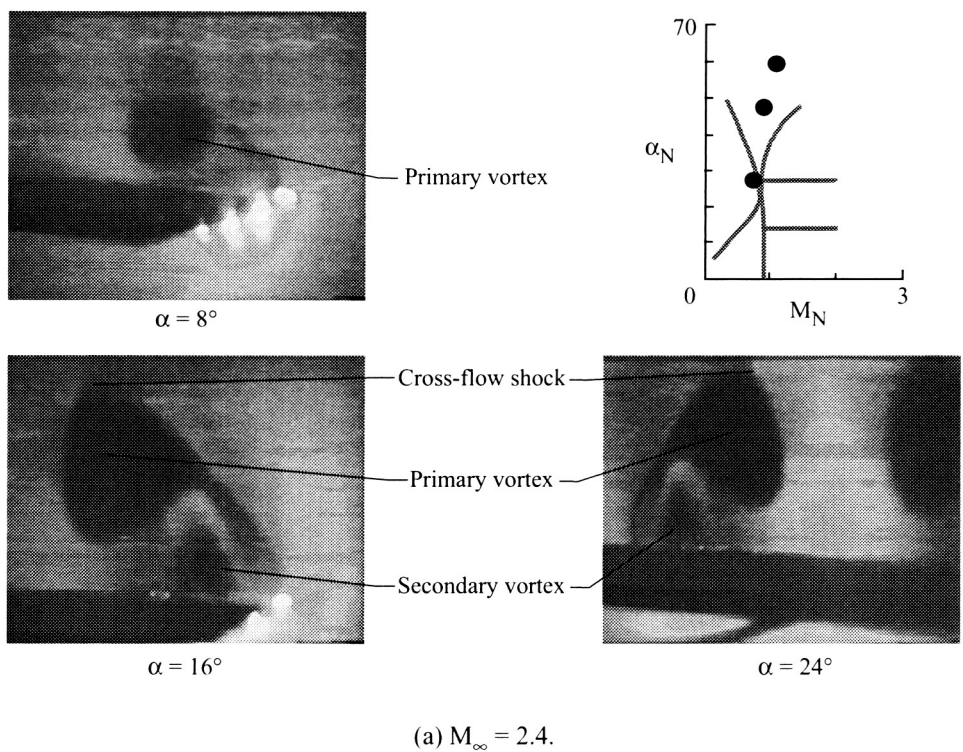 70
α_N
0
M_N
3
Primary vortex
α = 8°
Cross-flow shock
Primary vortex
Secondary vortex
α = 16°
α = 24°
(a) M_∞ = 2.4.